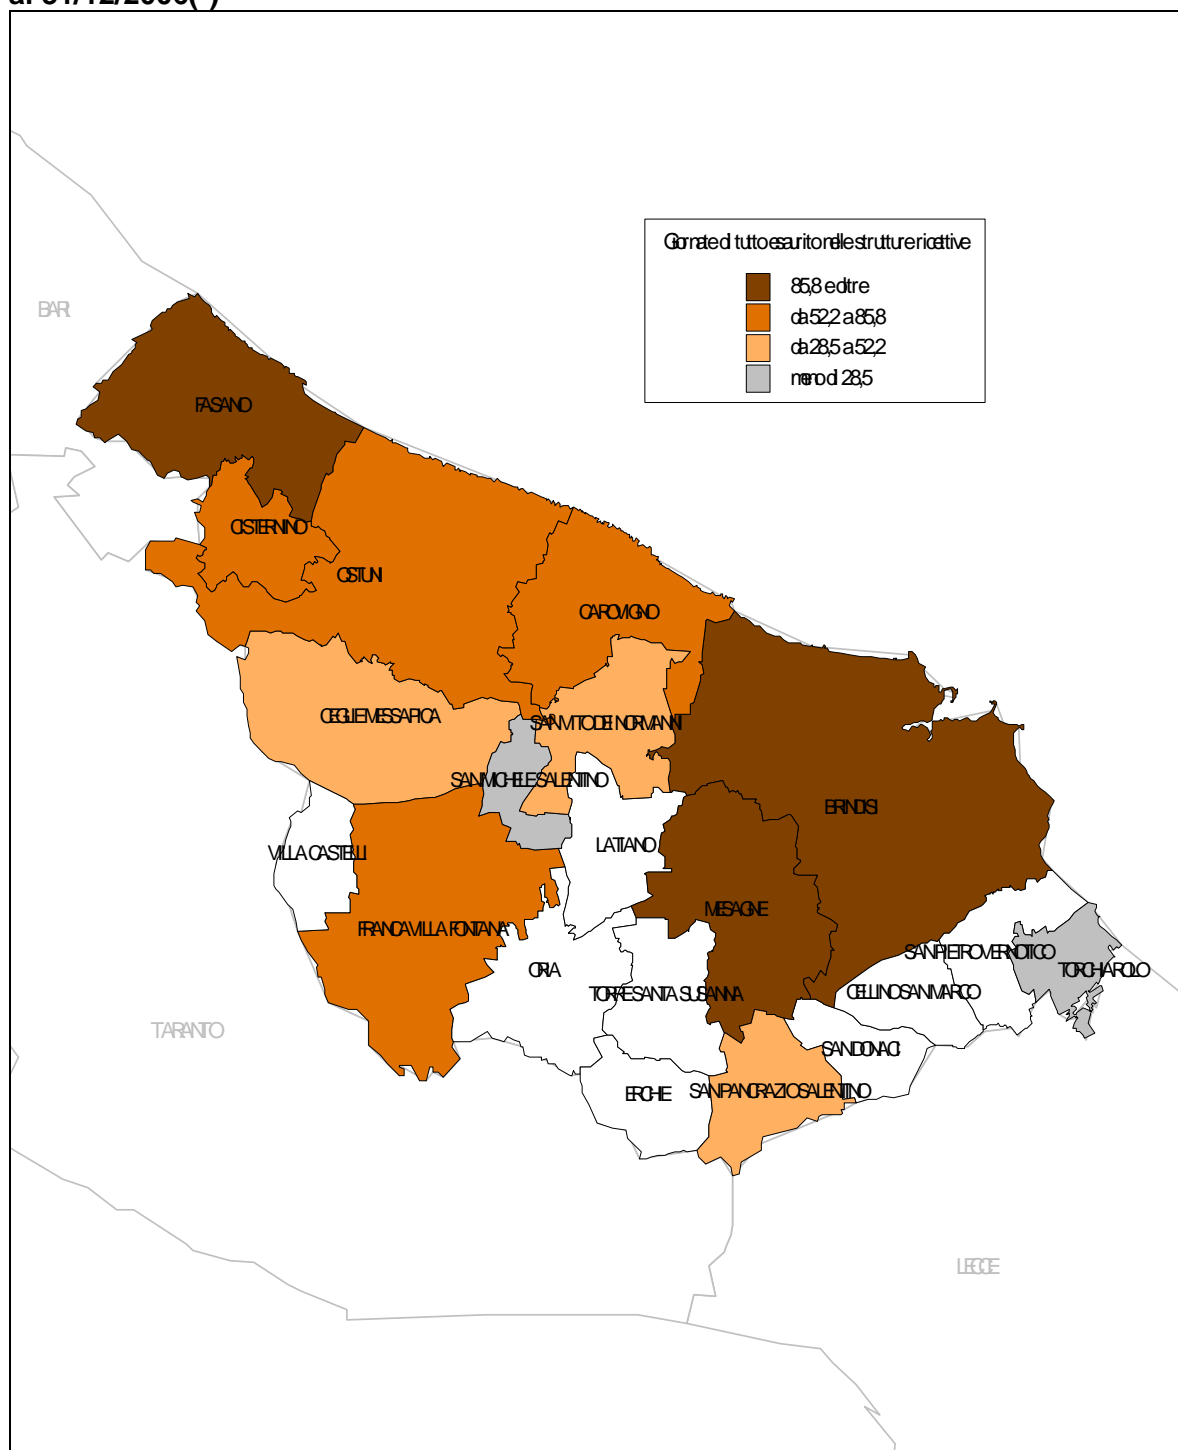 Giornate di tutto esaurito nelle strutture ricettive
85,8 e oltre
da 52,2 a 85,8
da 28,5 a 52,2
meno di 28,5
BARI
FASANO
CISTERNINO
OSTUNI
CAROVIGNO
CEGLIE MESSAPICA
SAN VITO DEI NORMANNI
SAN MICHELE SALENTINO
BRINDISI
VILLA CASTELLI
LATIANO
MESAGNE
FRANCAVILLA FONTANA
SAN PIETRO VERNOTICO
ORIA
TORCHIAROLO
TORRE SANTA SUSANNA
CELLINO SAN MARCO
TARANTO
SAN DONACI
ERCHIE
SAN PANCRAZIO SALENTINO
LECCE